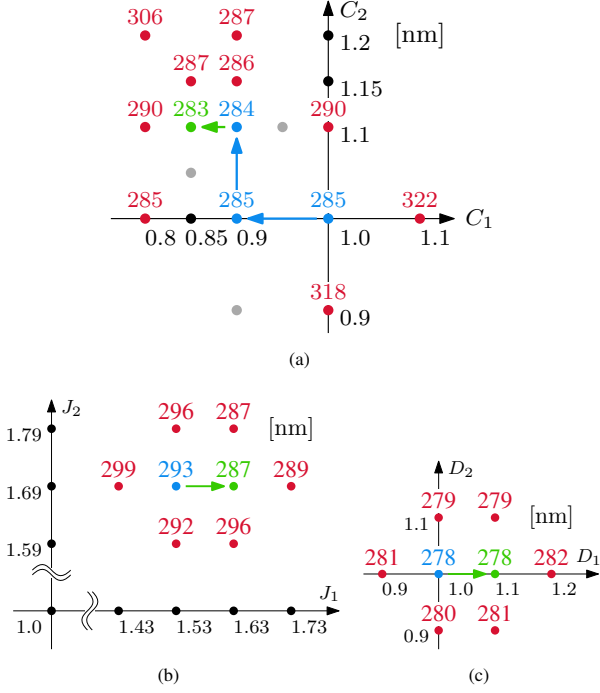 306 287 C₂ [nm]
1.2
287 286
1.15
290 283 284 290
1.1
285 285 285 322 C₁
0.8 0.85 0.9 1.0 1.1
318
0.9
(a)
J₂
296 287 [nm]
1.79
299 293 287 289
1.69
292 296
1.59
J₁
1.0 1.43 1.53 1.63 1.73
(b)
D₂
279 279 [nm]
1.1
281 278 278 282 D₁
0.9 1.0 1.1 1.2
280 281
0.9
(c)